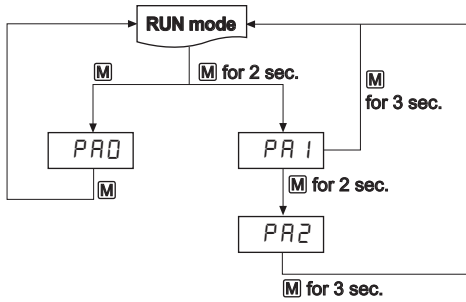 RUN mode
M
M for 2 sec.
M
for 3 sec.
PA0
PA1
M
M for 2 sec.
PA2
M for 3 sec.